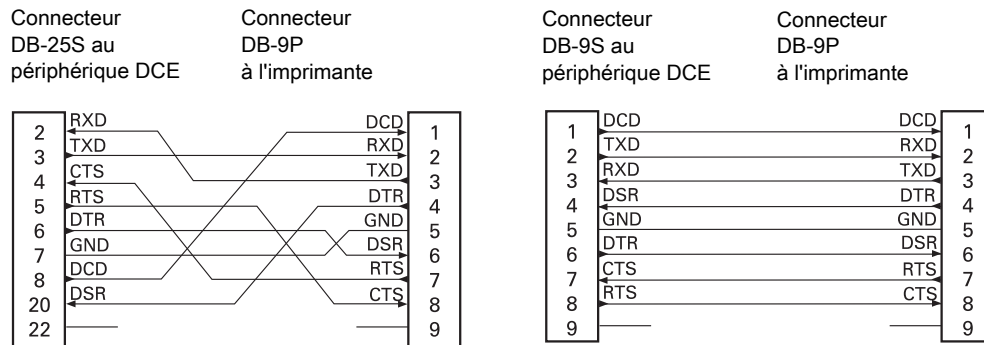 Connecteur
DB-25S au
périphérique DCE
Connecteur
DB-9P
à l'imprimante
2 RXD DCD 1
3 TXD RXD 2
4 CTS TXD 3
5 RTS DTR 4
6 DTR GND 5
7 GND DSR 6
8 DCD RTS 7
20 DSR CTS 8
22 9
Connecteur
DB-9S au
périphérique DCE
Connecteur
DB-9P
à l'imprimante
1 DCD DCD 1
2 TXD RXD 2
3 RXD TXD 3
4 DSR DTR 4
5 GND GND 5
6 DTR DSR 6
7 CTS RTS 7
8 RTS CTS 8
9 9